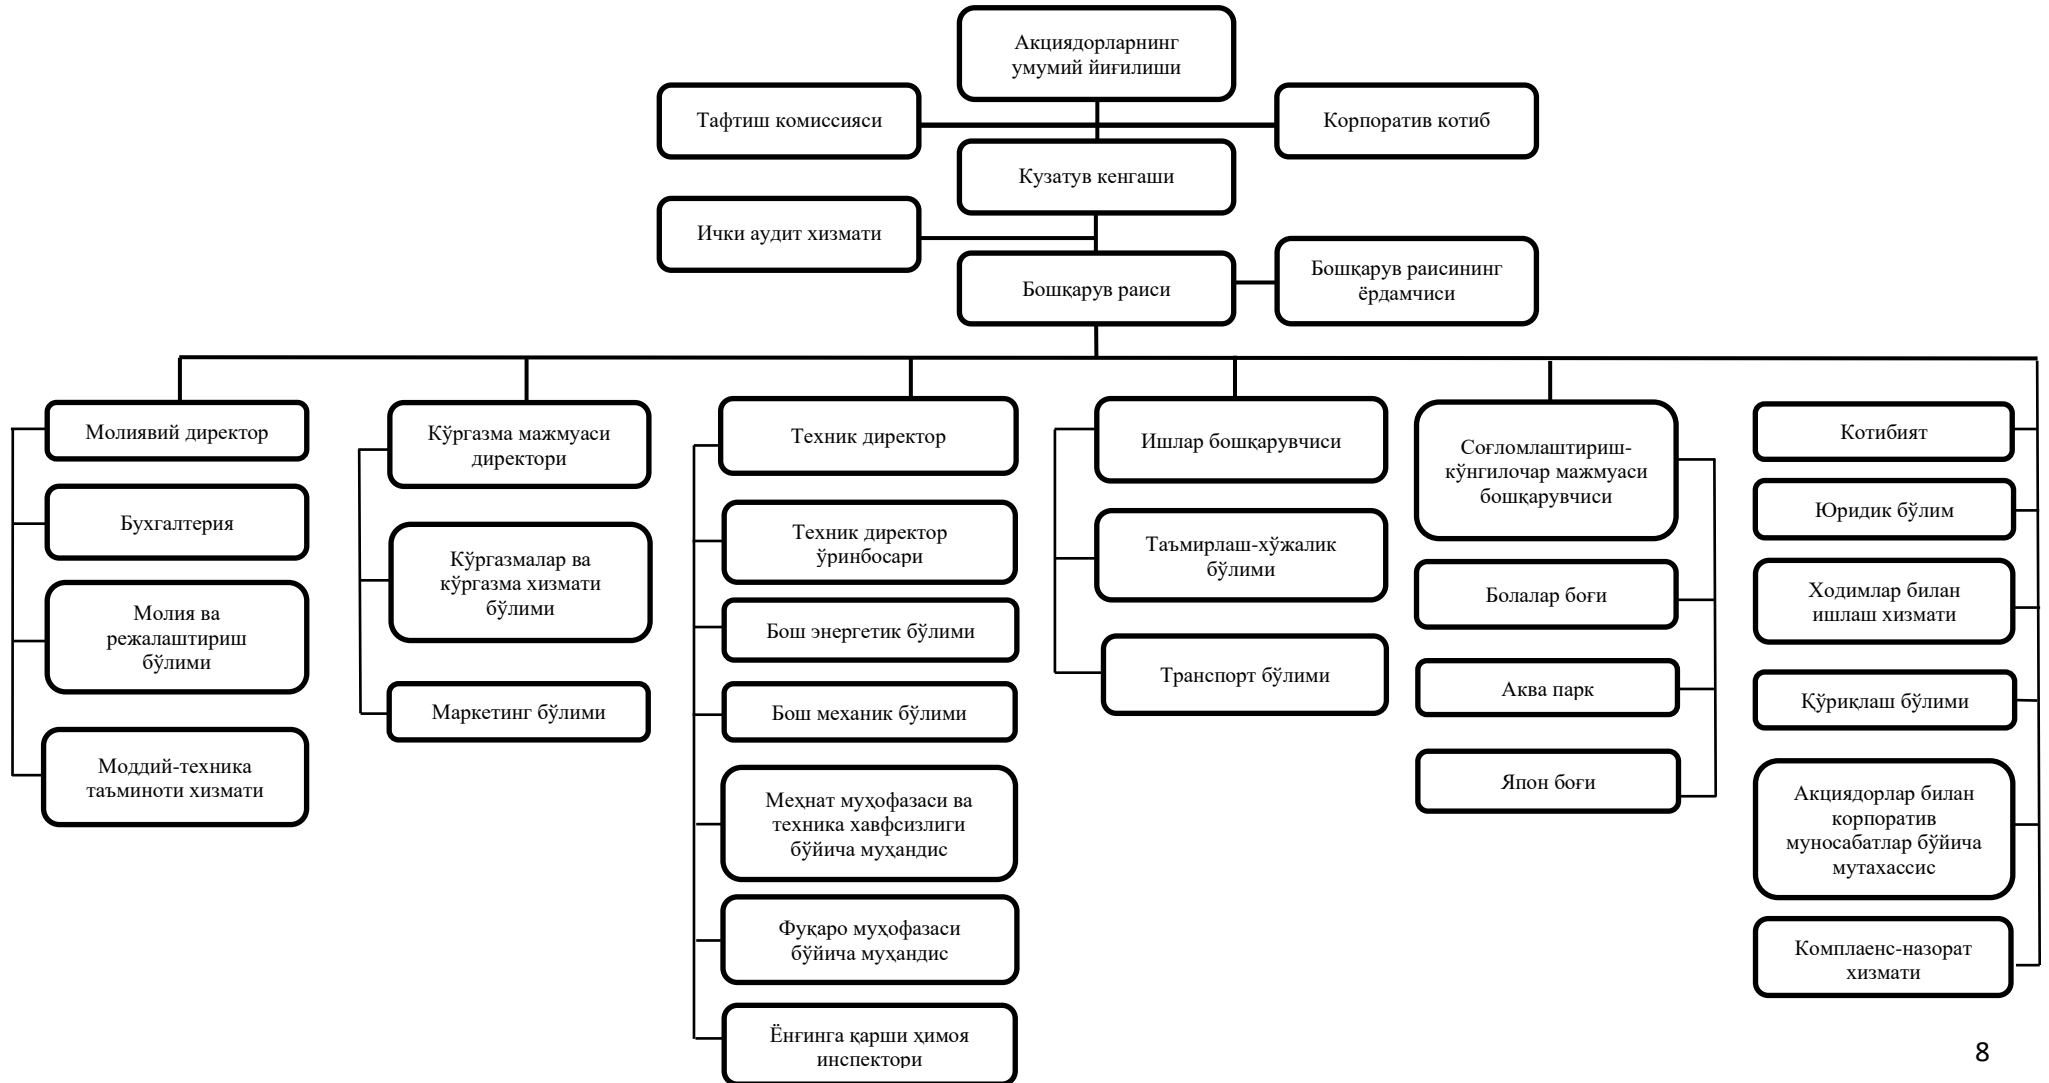 Акциядорларнинг
умумий йиғилиши
Тафтиш комиссияси
Корпоратив котиб
Кузатув кенгаши
Ички аудит хизмати
Бошқарув раиси
Бошқарув раисининг
ёрдамчиси
Молиявий директор
Бухгалтерия
Молия ва
режалаштириш
бўлими
Моддий-техника
таъминоти хизмати
Кўргазма мажмуаси
директори
Кўргазмалар ва
кўргазма хизмати
бўлими
Маркетинг бўлими
Техник директор
Техник директор
ўринбосари
Бош энергетик бўлими
Бош механик бўлими
Меҳнат муҳофазаси ва
техника хавфсизлиги
бўйича муҳандис
Фуқаро муҳофазаси
бўйича муҳандис
Ёнғинга қарши ҳимоя
инспектори
Ишлар бошқарувчиси
Таъмирлаш-хўжалик
бўлими
Транспорт бўлими
Соғломлаштириш-
кўнгилочар мажмуаси
бошқарувчиси
Болалар боғи
Аква парк
Япон боғи
Котибият
Юридик бўлим
Ходимлар билан
ишлаш хизмати
Қўриқлаш бўлими
Акциядорлар билан
корпоратив
муносабатлар бўйича
мутахассис
Комплаенс-назорат
хизмати
8